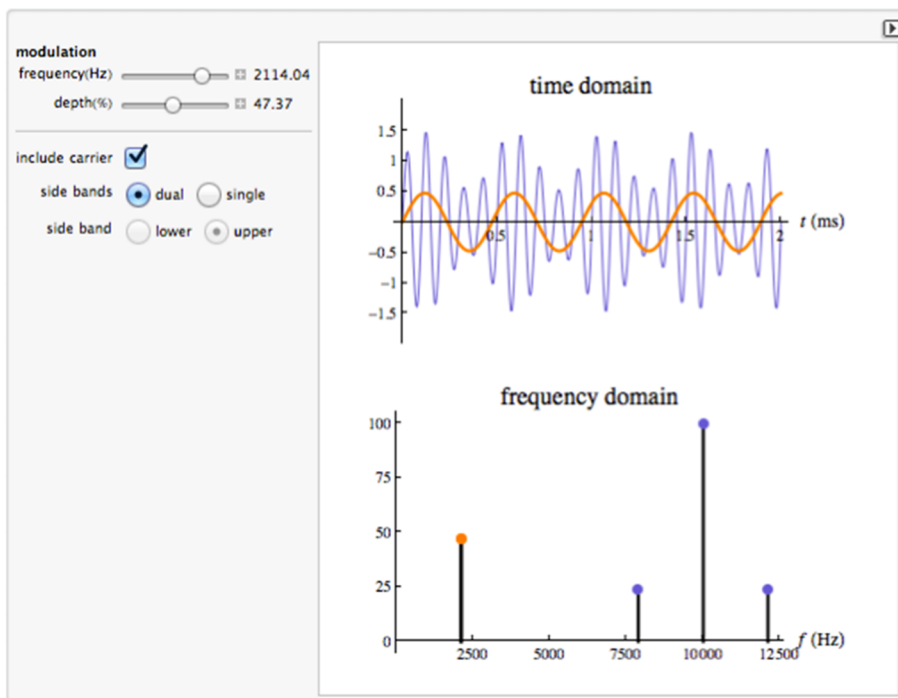 modulation
frequency(Hz) 2114.04
depth(%) 47.37
include carrier
side bands dual single
side band lower upper
time domain
1.5
1
0.5
-0.5
-1
-1.5
0.5 1 1.5 2
t (ms)
frequency domain
100
75
50
25
0
2500 5000 7500 10000 12500
f (Hz)